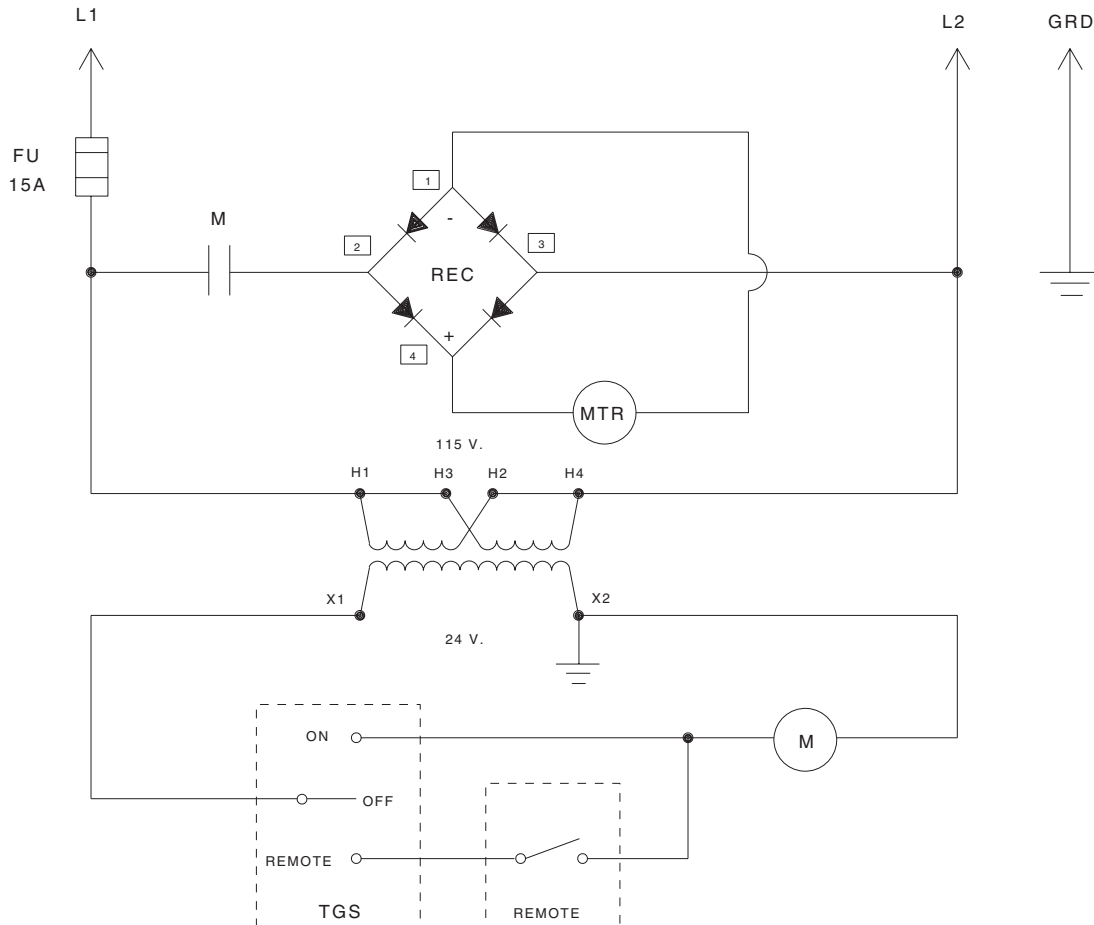 L1
L2
GRD
FU
15A
M
1
-
2
3
REC
+
4
MTR
115 V.
H1
H3
H2
H4
X1
X2
24 V.
ON
M
OFF
REMOTE
TGS
REMOTE